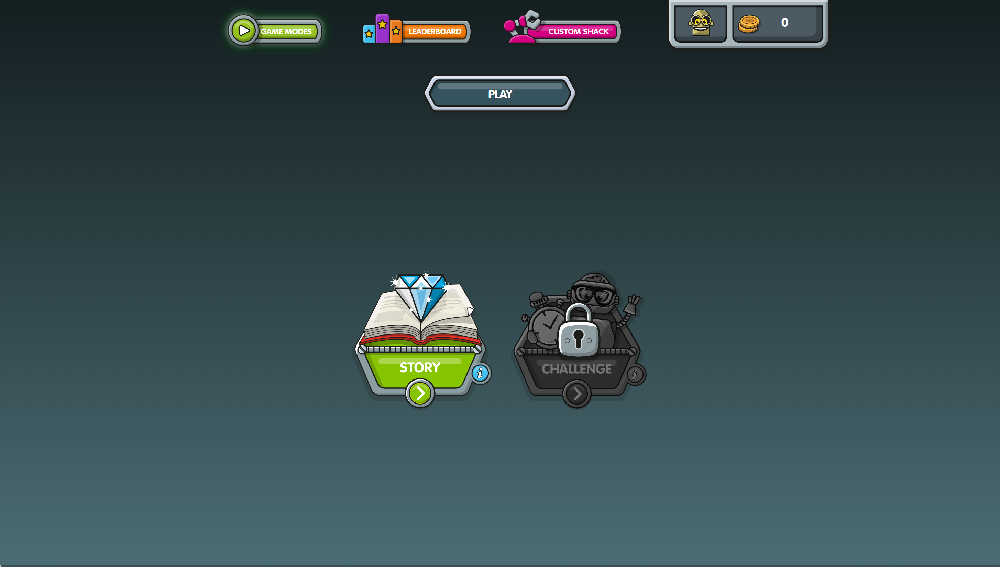 GAME MODES
LEADERBOARD
CUSTOM SHACK
0
PLAY
STORY
i
CHALLENGE
i